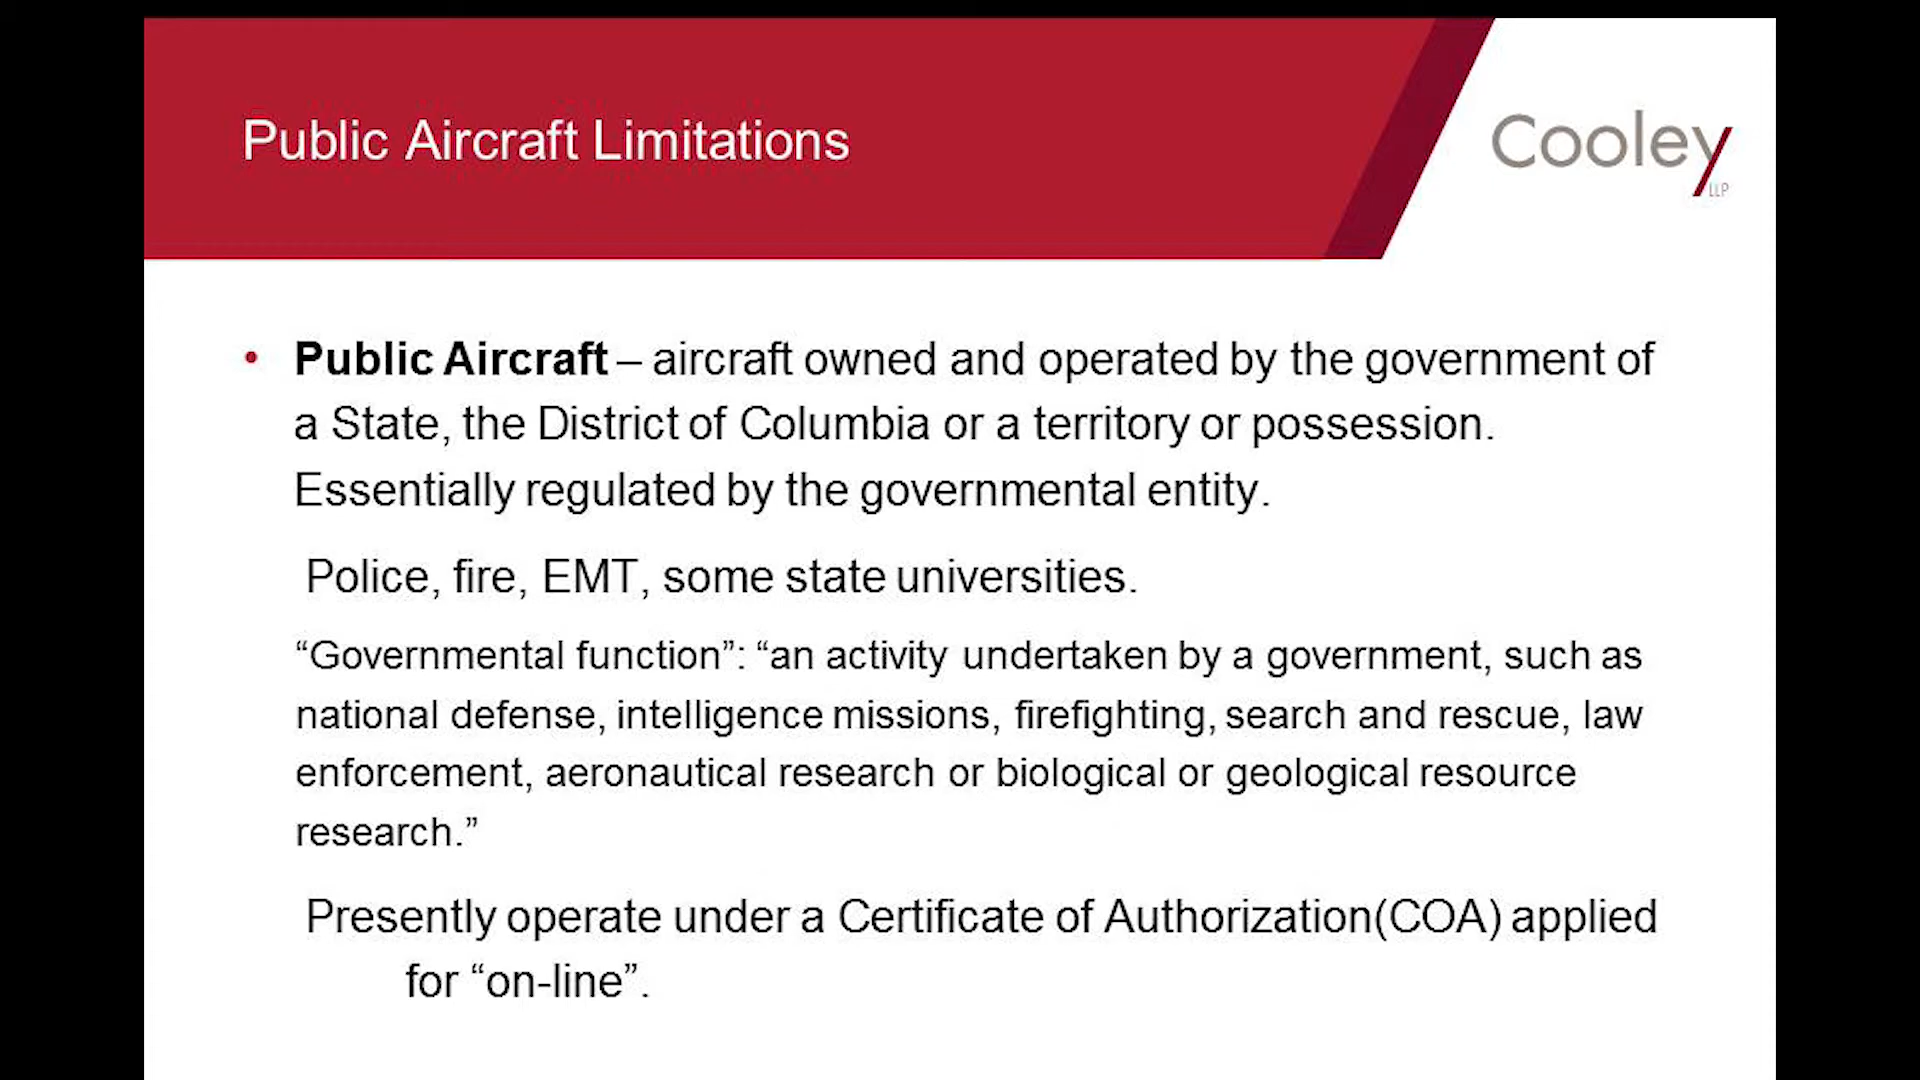 Public Aircraft Limitations
Cooley
LLP
• Public Aircraft – aircraft owned and operated by the government of
a State, the District of Columbia or a territory or possession.
Essentially regulated by the governmental entity.
Police, fire, EMT, some state universities.
“Governmental function”: “an activity undertaken by a government, such as
national defense, intelligence missions, firefighting, search and rescue, law
enforcement, aeronautical research or biological or geological resource
research.”
Presently operate under a Certificate of Authorization(COA) applied
for “on-line”.